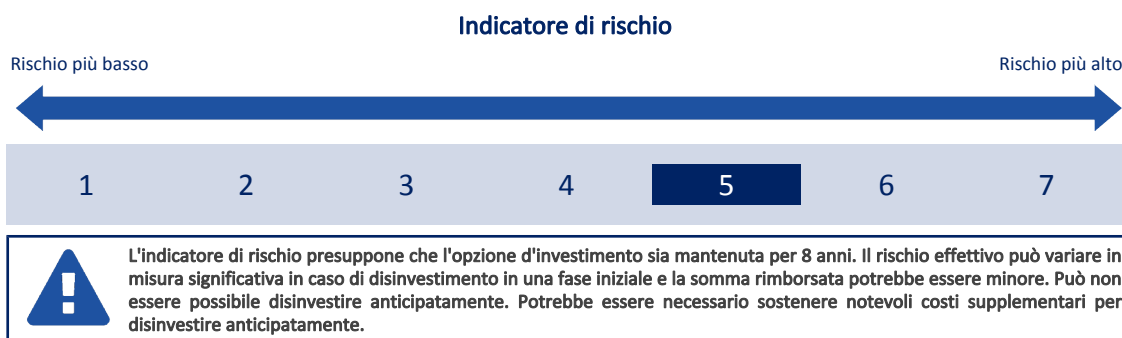 Indicatore di rischio
Rischio più basso
Rischio più alto
1 2 3 4 5 6 7
L'indicatore di rischio presuppone che l'opzione d'investimento sia mantenuta per 8 anni. Il rischio effettivo può variare in
misura significativa in caso di disinvestimento in una fase iniziale e la somma rimborsata potrebbe essere minore. Può non
essere possibile disinvestire anticipatamente. Potrebbe essere necessario sostenere notevoli costi supplementari per
disinvestire anticipatamente.